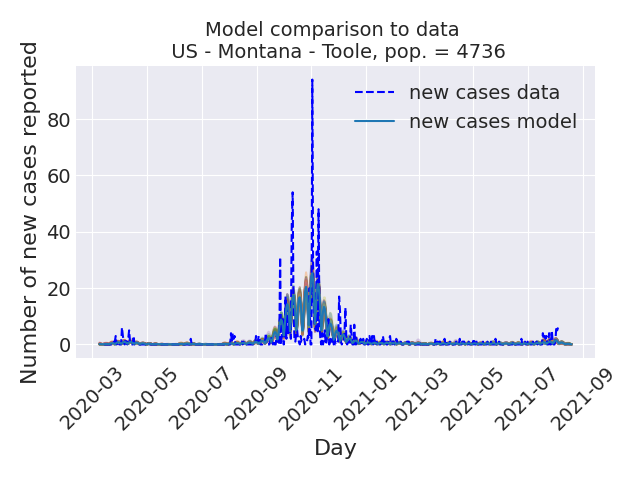 Model comparison to data
US - Montana - Toole, pop. = 4736
Number of new cases reported
80
60
40
20
0
new cases data
new cases model
2020-03
2020-05
2020-07
2020-09
2020-11
2021-01
2021-03
2021-05
2021-07
2021-09
Day